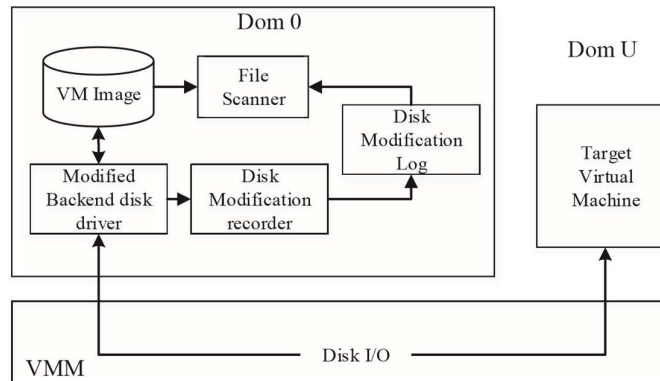 Dom 0
Dom U
VM Image
File
Scanner
Disk
Modification
Log
Target
Virtual
Machine
Modified
Backend disk
driver
Disk
Modification
recorder
Disk I/O
VMM